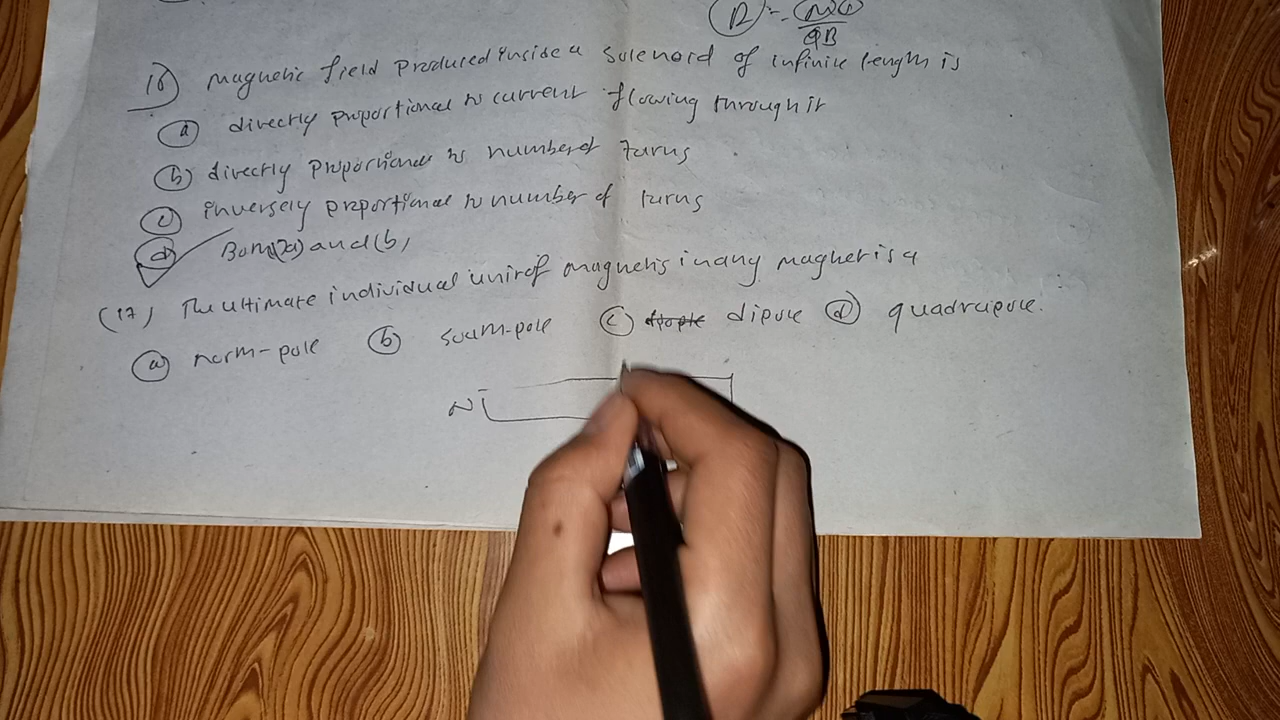 (R) = mv / qB
16) magnetic field produced inside a solenoid of infinite length is
(a) directly proportional to current flowing through it
(b) directly proportional to number of turns
(c) inversely proportional to number of turns
(d) Both (a) and (b)
(17) The ultimate individual unit of magnetis in any magnet is a
(a) north-pole (b) south-pole (c) dipole (d) quadrupole.
N